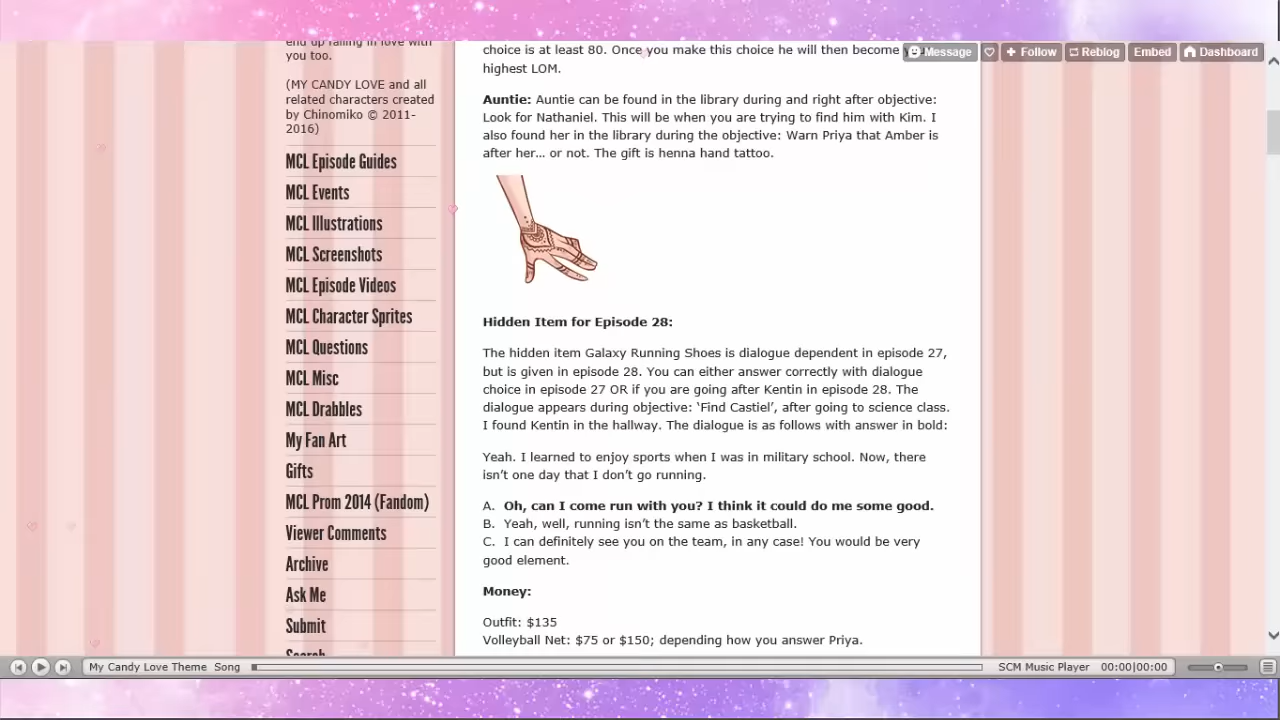 end up falling in love with
you too.
(MY CANDY LOVE and all
related characters created
by Chinomiko © 2011-
2016)
MCL Episode Guides
MCL Events
MCL Illustrations
MCL Screenshots
MCL Episode Videos
MCL Character Sprites
MCL Questions
MCL Misc
MCL Drabbles
My Fan Art
Gifts
MCL Prom 2014 (Fandom)
Viewer Comments
Archive
Ask Me
Submit
Search
choice is at least 80. Once you make this choice he will then become
highest LOM.
Auntie: Auntie can be found in the library during and right after objective:
Look for Nathaniel. This will be when you are trying to find him with Kim. I
also found her in the library during the objective: Warn Priya that Amber is
after her… or not. The gift is henna hand tattoo.
Hidden Item for Episode 28:
The hidden item Galaxy Running Shoes is dialogue dependent in episode 27,
but is given in episode 28. You can either answer correctly with dialogue
choice in episode 27 OR if you are going after Kentin in episode 28. The
dialogue appears during objective: ‘Find Castiel’, after going to science class.
I found Kentin in the hallway. The dialogue is as follows with answer in bold:
Yeah. I learned to enjoy sports when I was in military school. Now, there
isn’t one day that I don’t go running.
A. Oh, can I come run with you? I think it could do me some good.
B. Yeah, well, running isn’t the same as basketball.
C. I can definitely see you on the team, in any case! You would be very
good element.
Money:
Outfit: $135
Volleyball Net: $75 or $150; depending how you answer Priya.
Message
+ Follow
Reblog
Embed
Dashboard
My Candy Love Theme Song
SCM Music Player 00:00|00:00